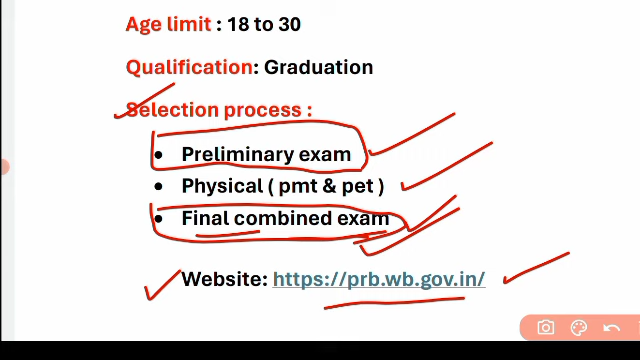 Age limit : 18 to 30
Qualification: Graduation
Selection process :
• Preliminary exam
• Physical ( pmt & pet )
• Final combined exam
Website: https://prb.wb.gov.in/